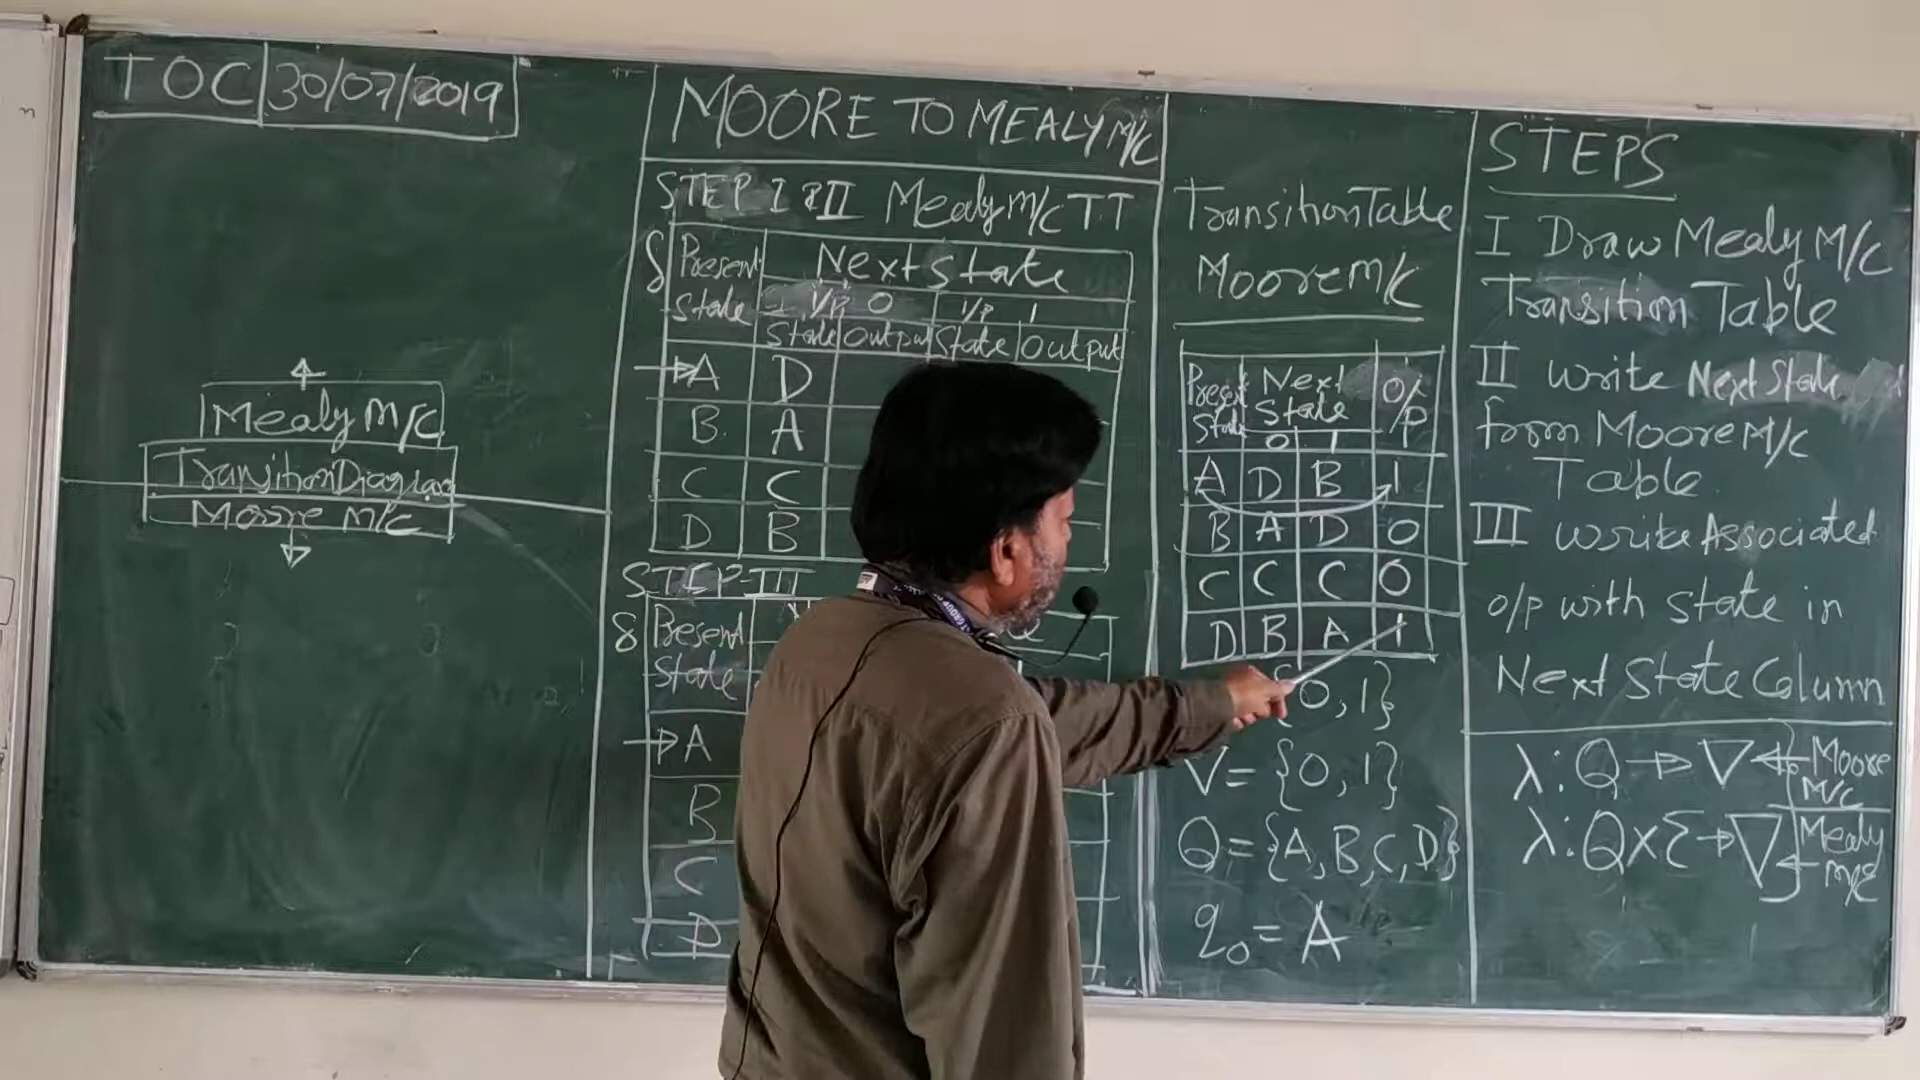 TOC 30/07/2019
Mealy M/C
Transition Diagram
Moore M/C
MOORE TO MEALY M/C
STEP I & II Mealy M/C TT
δ Present Next State
State I/P 0 I/P 1
State Output State Output
A D
B A
C C
D B
STEP-III
δ Present
State
A
B
C
D
Transition Table
Moore M/C
Present Next O/P
State State
0 1
A D B 1
B A D 0
C C C 0
D B A 1
{0,1}
V = {0,1}
Q = {A,B,C,D}
q0 = A
STEPS
I Draw Mealy M/C
Transition Table
II Write Next State
from Moore M/C
Table
III Write Associated
o/p with State in
Next State Column
λ: Q → ∇ Moore M/C
λ: Q×Σ → ∇ Mealy M/C